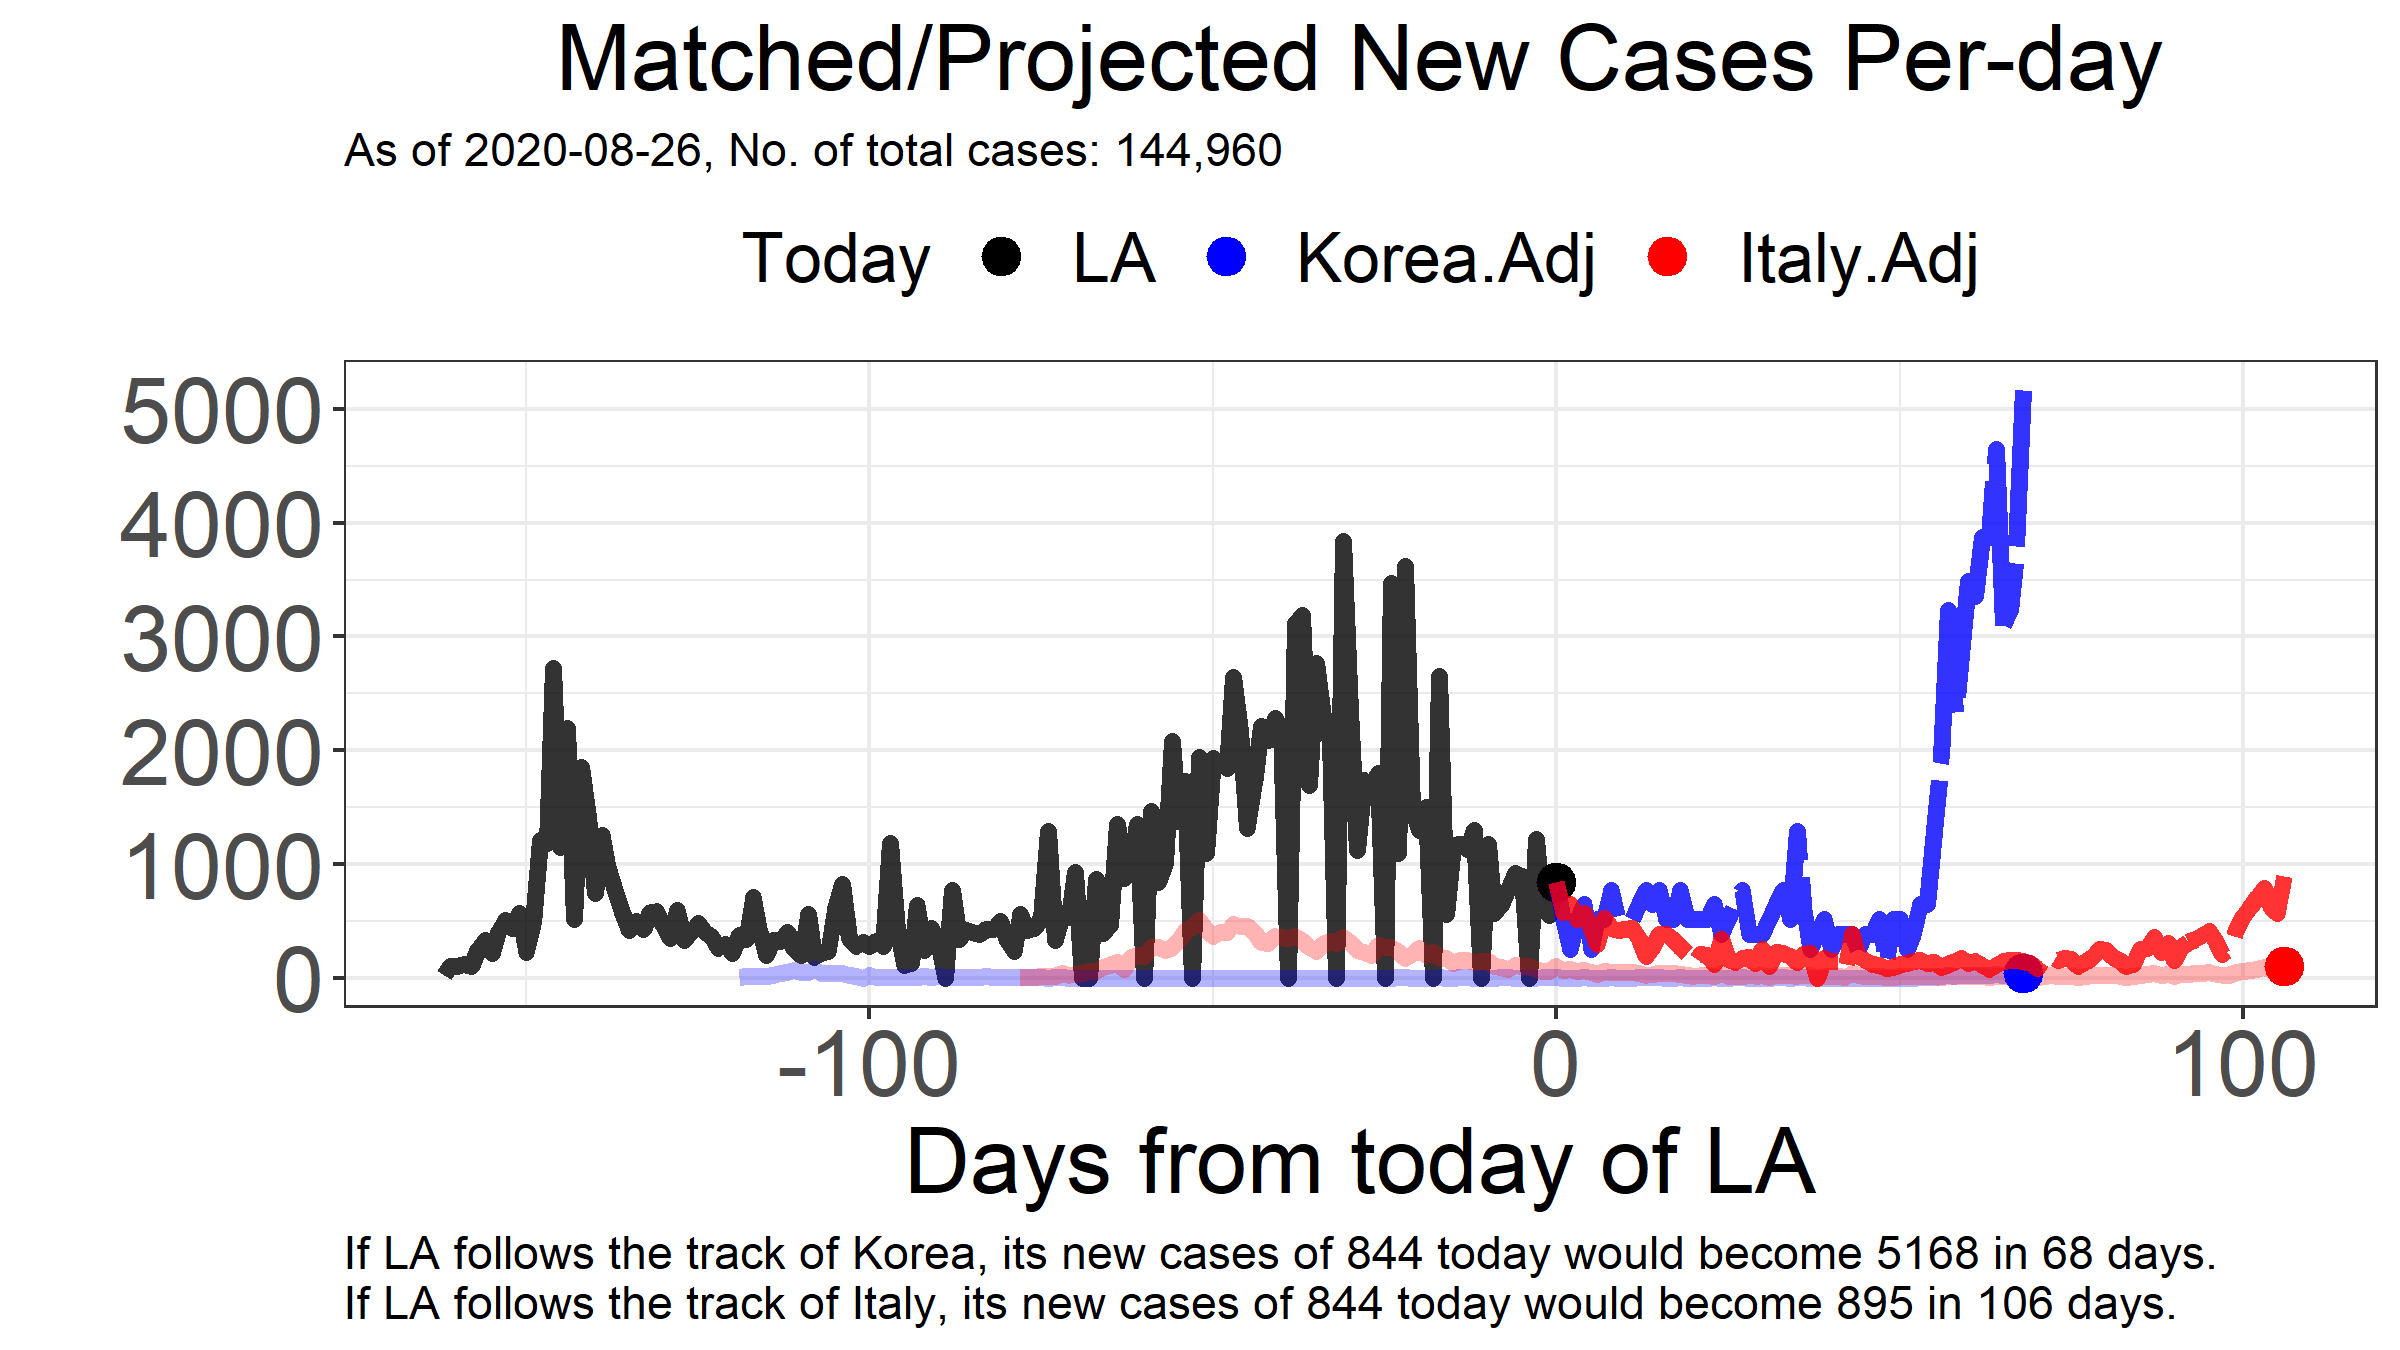 Matched/Projected New Cases Per-day
As of 2020-08-26, No. of total cases: 144,960
Today LA Korea.Adj Italy.Adj
5000
4000
3000
2000
1000
0
-100 0 100
Days from today of LA
If LA follows the track of Korea, its new cases of 844 today would become 5168 in 68 days.
If LA follows the track of Italy, its new cases of 844 today would become 895 in 106 days.